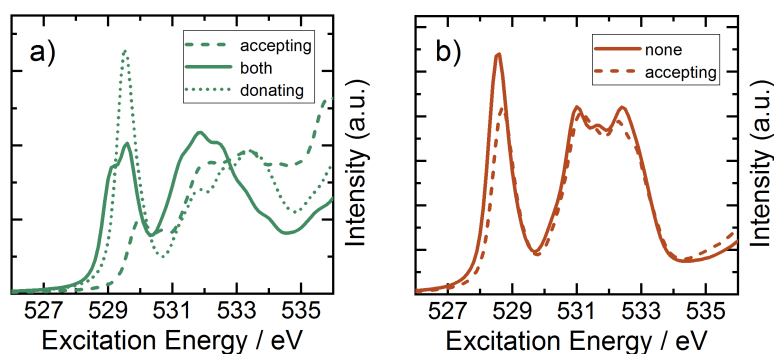 a)
accepting
both
donating
Intensity (a.u.)
527 529 531 533 535
Excitation Energy / eV
b)
none
accepting
Intensity (a.u.)
527 529 531 533 535
Excitation Energy / eV